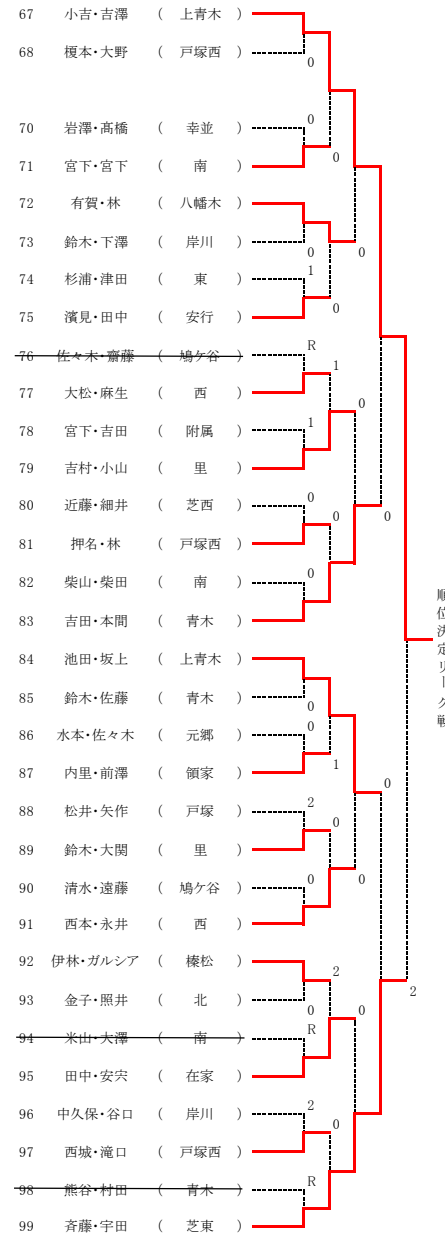 67 小吉・吉澤 ( 上青木 )
68 榎本・大野 ( 戸塚西 )
0
0
70 岩澤・髙橋 ( 幸並 )
0
71 宮下・宮下 ( 南 )
72 有賀・林 ( 八幡木 )
73 鈴木・下澤 ( 岸川 )
0 0
1
74 杉浦・津田 ( 東 )
0
75 濱見・田中 ( 安行 )
R
76 佐々木・齋藤 ( 鳩ケ谷 )
1
77 大松・麻生 ( 西 )
0
1
78 宮下・吉田 ( 附属 )
79 吉村・小山 ( 里 )
0
80 近藤・細井 ( 芝西 )
0 0
81 押名・林 ( 戸塚西 )
0
82 柴山・柴田 ( 南 )
83 吉田・本間 ( 青木 )
順位決定リーグ戦
84 池田・坂上 ( 上青木 )
85 鈴木・佐藤 ( 青木 )
0
0
86 水本・佐々木 ( 元郷 )
1
87 内里・前澤 ( 領家 )
0
2
88 松井・矢作 ( 戸塚 )
0
89 鈴木・大関 ( 里 )
0 0
90 清水・遠藤 ( 鳩ケ谷 )
91 西本・永井 ( 西 )
92 伊林・ガルシア ( 榛松 )
2
2
93 金子・照井 ( 北 )
0 0
R
94 米山・大澤 ( 南 )
95 田中・安宍 ( 在家 )
2
96 中久保・谷口 ( 岸川 )
0
97 西城・滝口 ( 戸塚西 )
R
98 熊谷・村田 ( 青木 )
99 斉藤・宇田 ( 芝東 )